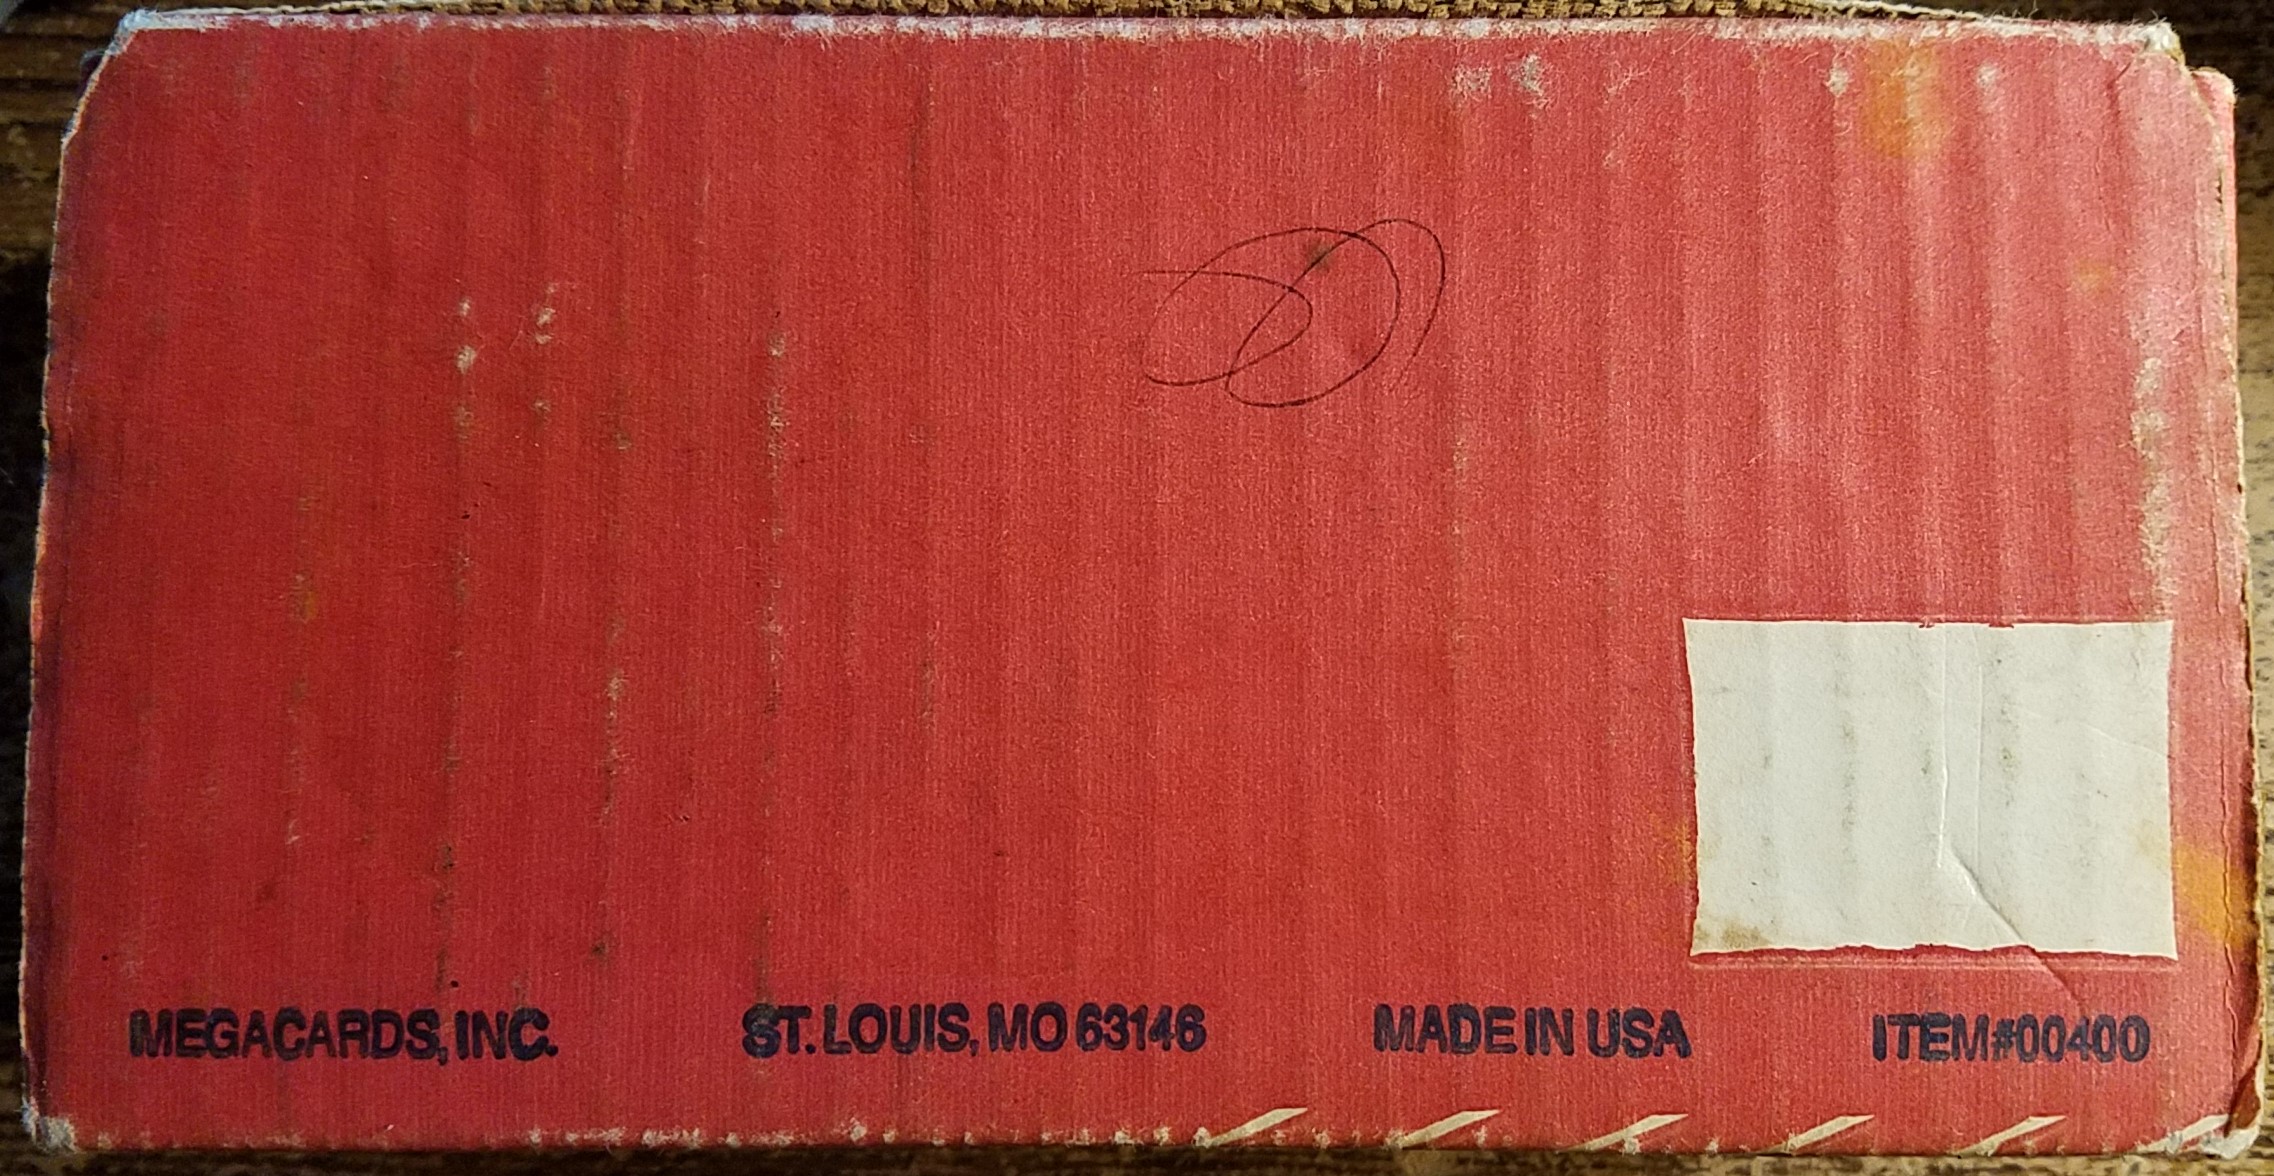 MEGACARDS, INC. ST. LOUIS, MO 63146 MADE IN USA ITEM#00400